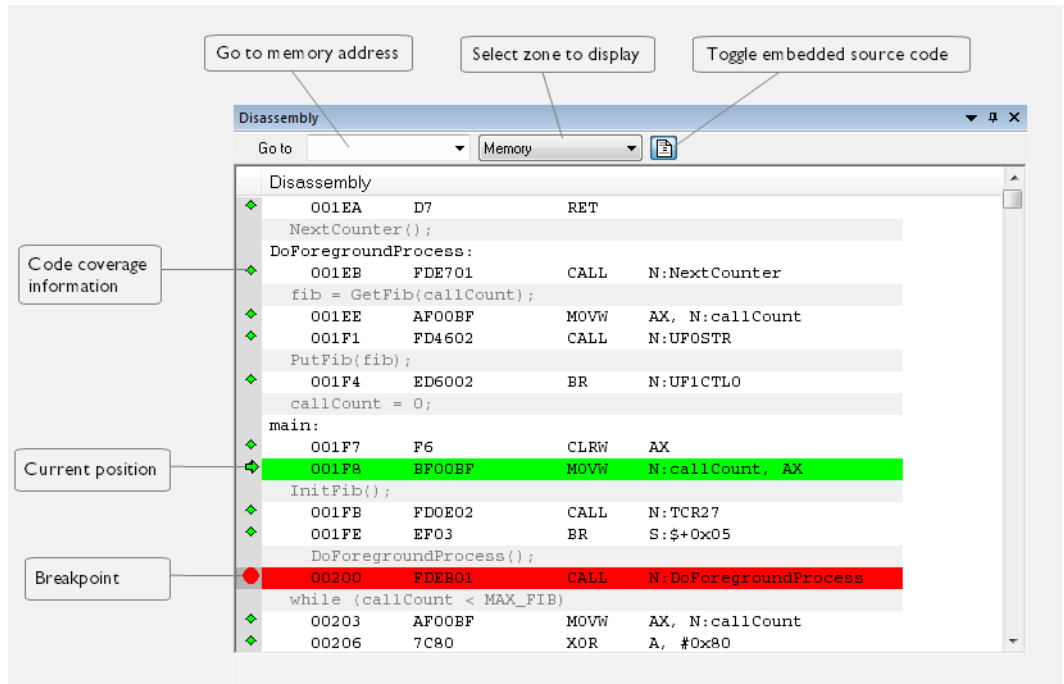 Go to memory address
Select zone to display
Toggle embedded source code
Disassembly
Go to
Memory
Disassembly
001EA D7 RET
NextCounter();
DoForegroundProcess:
Code coverage
information
001EB FDE701 CALL N:NextCounter
fib = GetFib(callCount);
001EE AF00BF MOVW AX, N:callCount
001F1 FD4602 CALL N:UF0STR
PutFib(fib);
001F4 ED6002 BR N:UF1CTL0
callCount = 0;
main:
001F7 F6 CLRW AX
Current position
001F8 BF00BF MOVW N:callCount, AX
InitFib();
001FB FD0E02 CALL N:TCR27
001FE EF03 BR S:$+0x05
DoForegroundProcess();
Breakpoint
00200 FDEB01 CALL N:DoForegroundProcess
while (callCount < MAX_FIB)
00203 AF00BF MOVW AX, N:callCount
00206 7C80 XOR A, #0x80